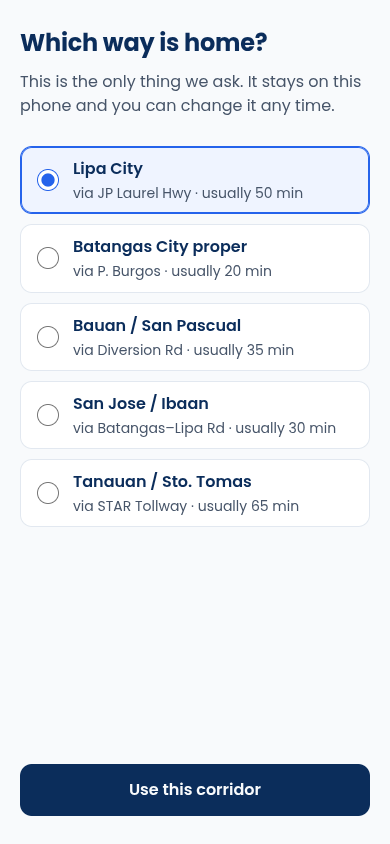 Which way is home?
This is the only thing we ask. It stays on this
phone and you can change it any time.
Lipa City
via JP Laurel Hwy · usually 50 min
Batangas City proper
via P. Burgos · usually 20 min
Bauan / San Pascual
via Diversion Rd · usually 35 min
San Jose / Ibaan
via Batangas–Lipa Rd · usually 30 min
Tanauan / Sto. Tomas
via STAR Tollway · usually 65 min
Use this corridor